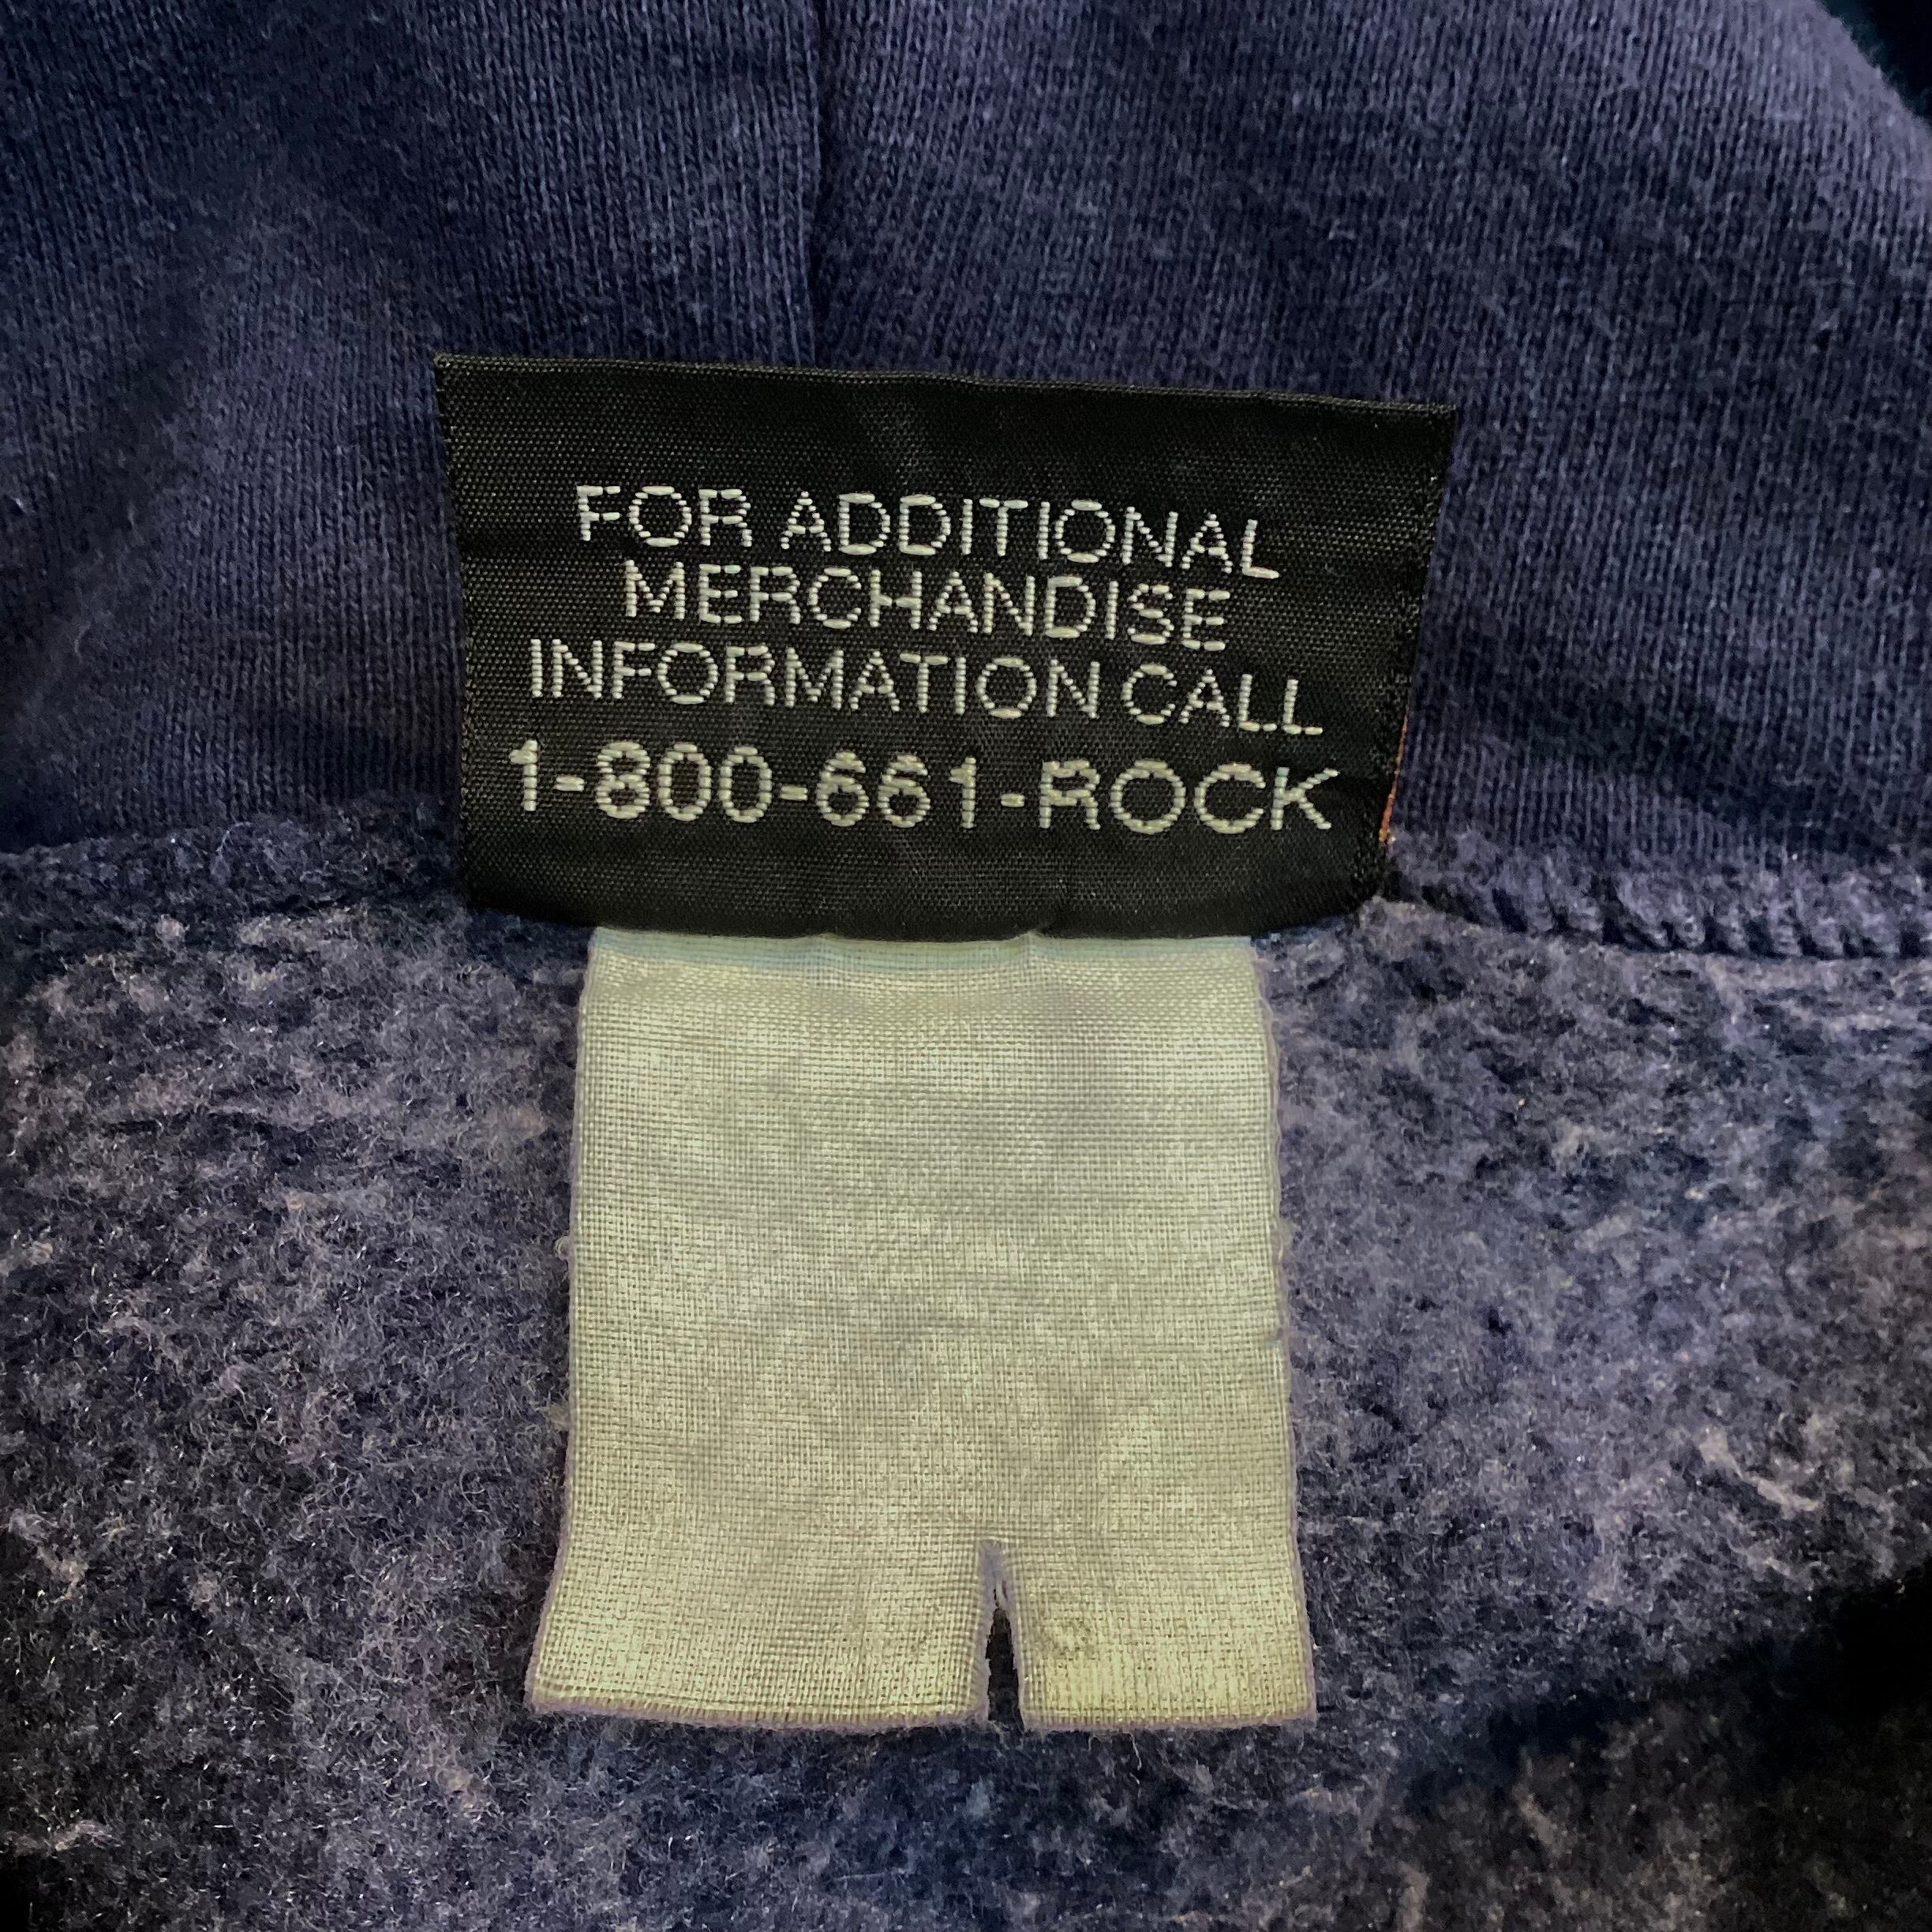 FOR ADDITIONAL
MERCHANDISE
INFORMATION CALL
1-800-661-ROCK